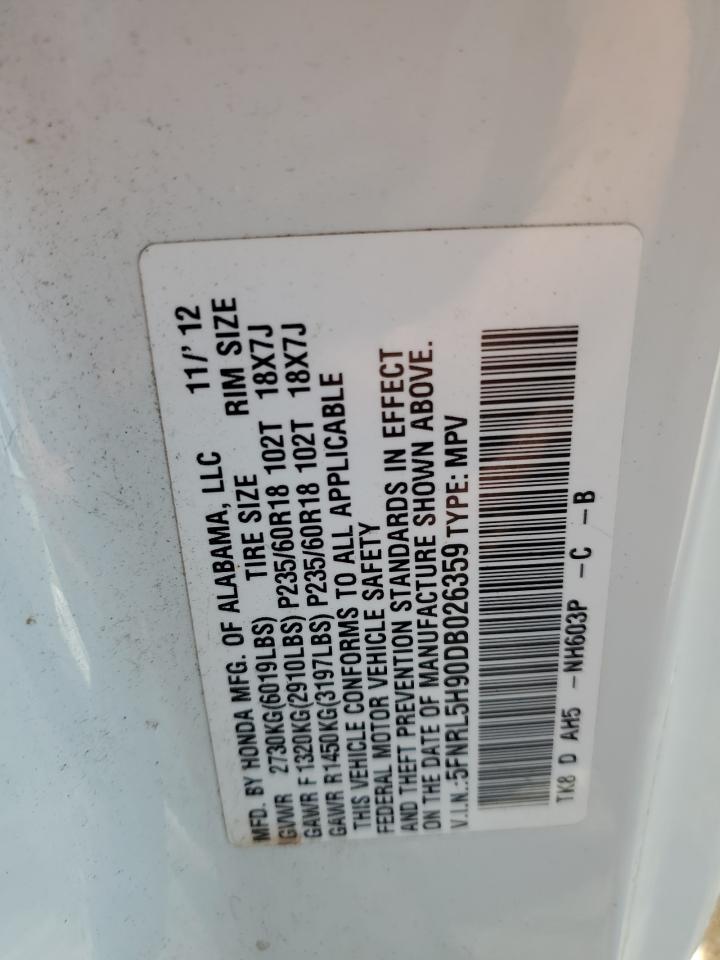 MFD. BY HONDA MFG. OF ALABAMA, LLC 11/'12
GVWR 2730KG(6019LBS) TIRE SIZE RIM SIZE
GAWR F1320KG(2910LBS) P235/60R18 102T 18X7J
GAWR R1450KG(3197LBS) P235/60R18 102T 18X7J
THIS VEHICLE CONFORMS TO ALL APPLICABLE
FEDERAL MOTOR VEHICLE SAFETY
AND THEFT PREVENTION STANDARDS IN EFFECT
ON THE DATE OF MANUFACTURE SHOWN ABOVE.
V.I.N.:5FNRL5H90DB026359 TYPE: MPV
TK8 D AH5 -NH603P -C -B